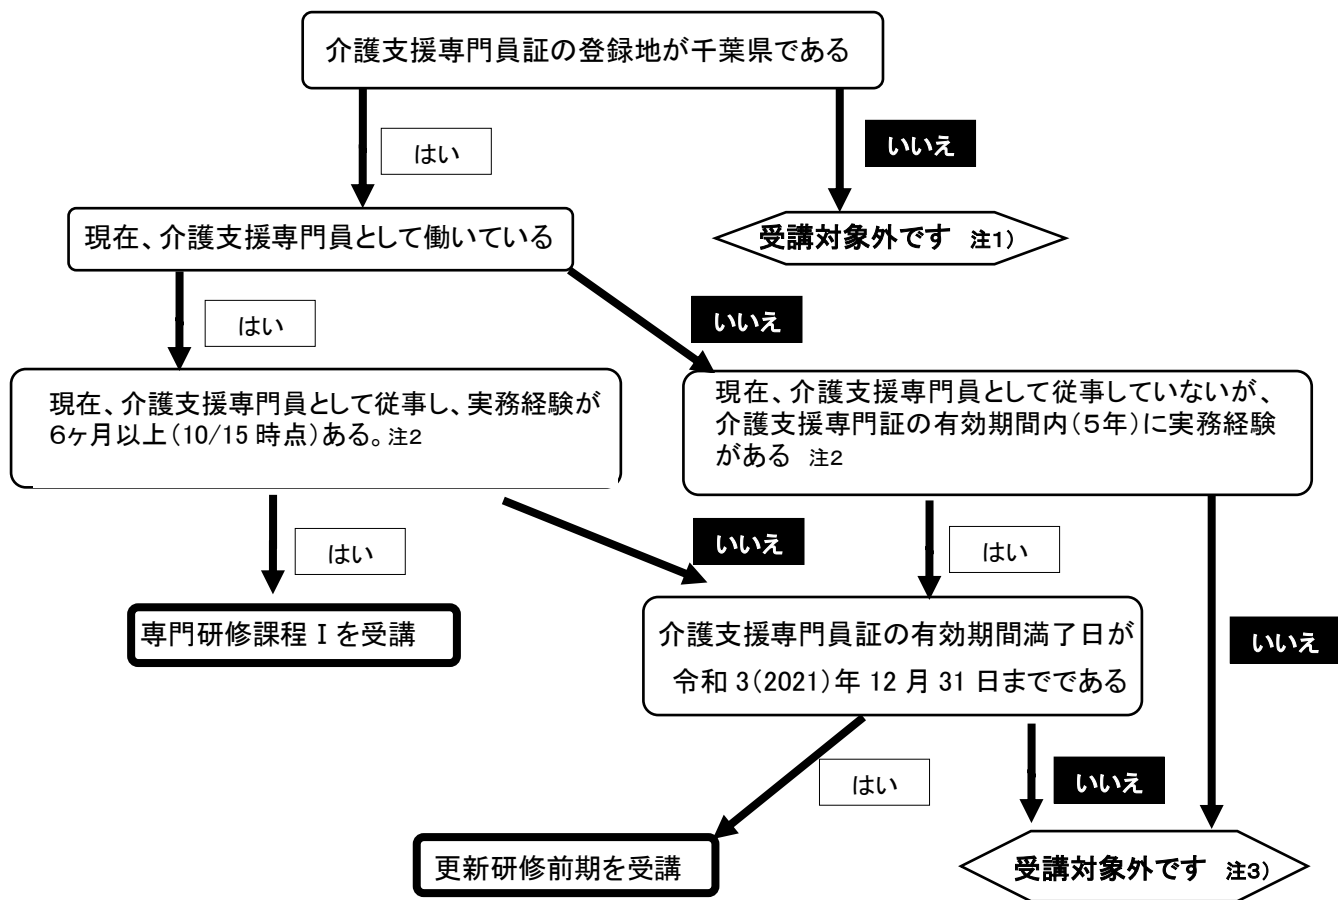 介護支援専門員証の登録地が千葉県である
はい
いいえ
現在、介護支援専門員として働いている
受講対象外です 注1)
はい
いいえ
現在、介護支援専門員として従事し、実務経験が
6ヶ月以上(10/15 時点)ある。注2
現在、介護支援専門員として従事していないが、
介護支援専門証の有効期間内(5年)に実務経験
がある 注2
はい
いいえ
はい
専門研修課程Ⅰを受講
介護支援専門員証の有効期間満了日が
令和 3(2021)年 12 月 31 日までである
いいえ
はい
いいえ
更新研修前期を受講
受講対象外です 注3)